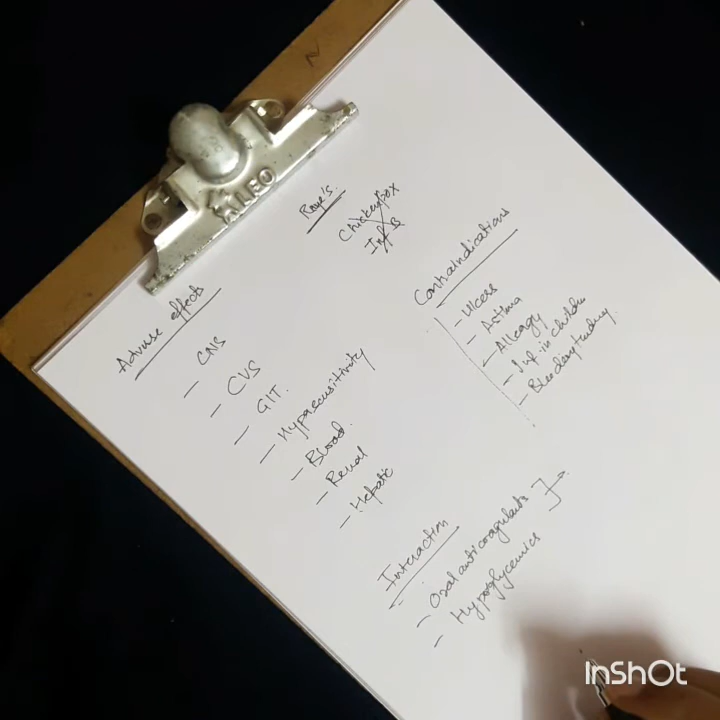 ALFO
Reye's.
Chickenpox
Inf B
Adverse effects
- CNS
- CVS
- GIT.
- Hypersensitivity
- Blood.
- Renal
- Hepatic
Contraindications
- Ulcers
- Asthma
- Allergy
- Inf in children
- Bleeding tendency
Interaction
- Oral anticoagulants
- Hypoglycemics
InShOt